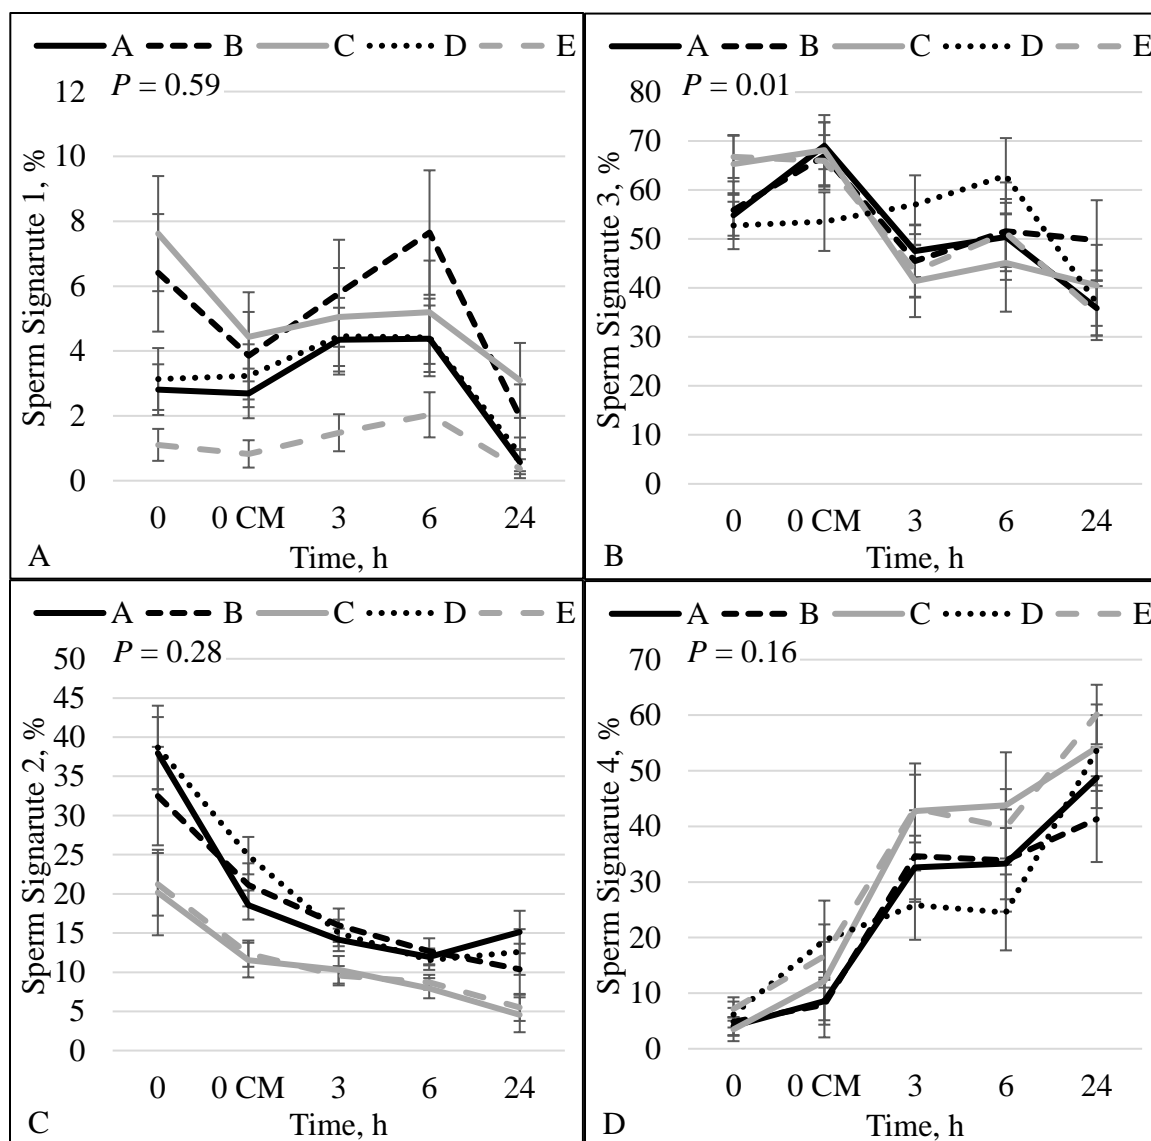 A B C D E
P = 0.59
12
10
8
6
4
2
0
Sperm Signarute 1, %
0 0 CM 3 6 24
Time, h
A
A B C D E
P = 0.01
80
70
60
50
40
30
20
10
0
Sperm Signarute 3, %
0 0 CM 3 6 24
Time, h
B
A B C D E
P = 0.28
50
45
40
35
30
25
20
15
10
5
0
Sperm Signarute 2, %
0 0 CM 3 6 24
Time, h
C
A B C D E
P = 0.16
70
60
50
40
30
20
10
0
Sperm Signarute 4, %
0 0 CM 3 6 24
Time, h
D